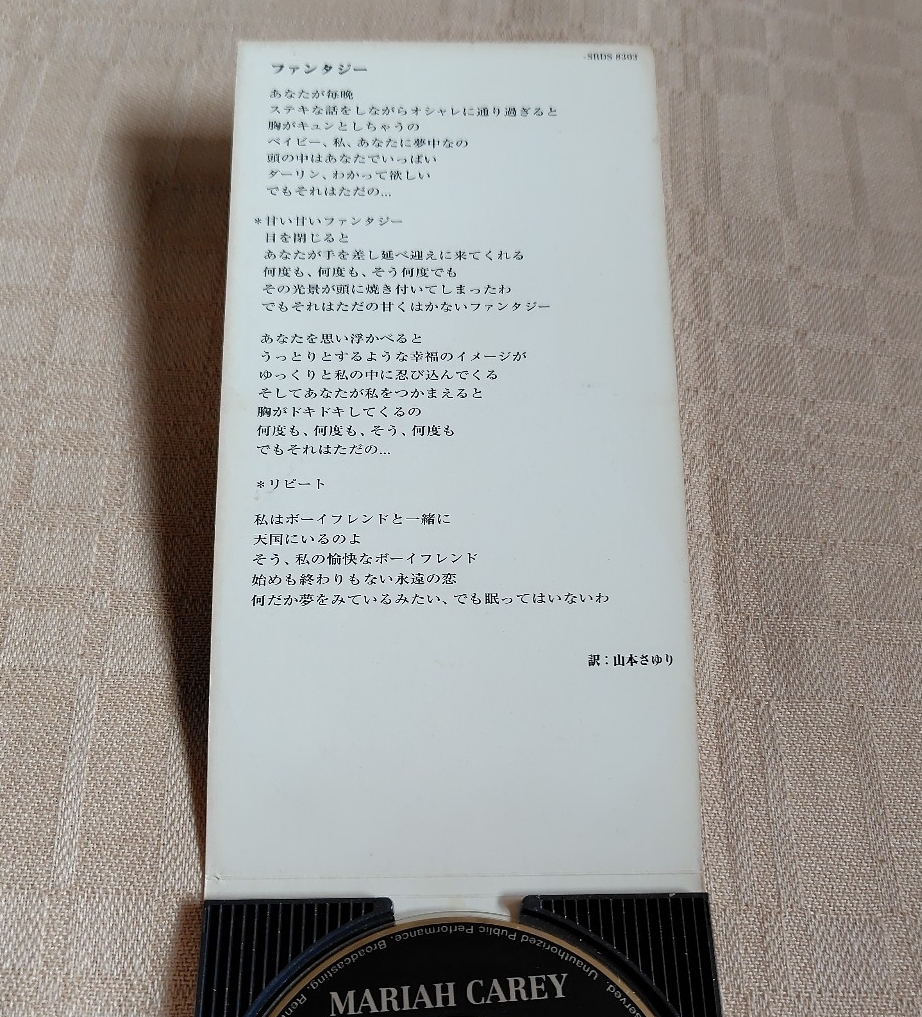 ファンタジー
SRDS 8303
あなたが毎晩
ステキな話をしながらオシャレに通り過ぎると
胸がキュンとしちゃうの
ベイビー、私、あなたに夢中なの
頭の中はあなたでいっぱい
ダーリン、わかって欲しい
でもそれはただの...
*甘い甘いファンタジー
目を閉じると
あなたが手を差し延べ迎えに来てくれる
何度も、何度も、そう何度でも
その光景が頭に焼き付いてしまったわ
でもそれはただの甘くはかないファンタジー
あなたを思い浮かべると
うっとりとするような幸福のイメージが
ゆっくりと私の中に忍び込んでくる
そしてあなたが私をつかまえると
胸がドキドキしてくるの
何度も、何度も、そう、何度も
でもそれはただの...
*リピート
私はボーイフレンドと一緒に
天国にいるのよ
そう、私の愉快なボーイフレンド
始めも終わりもない永遠の恋
何だか夢をみているみたい、でも眠ってはいないわ
訳：山本さゆり
served. Unauthorized Public Performance, Broadcasting,
MARIAH CAREY